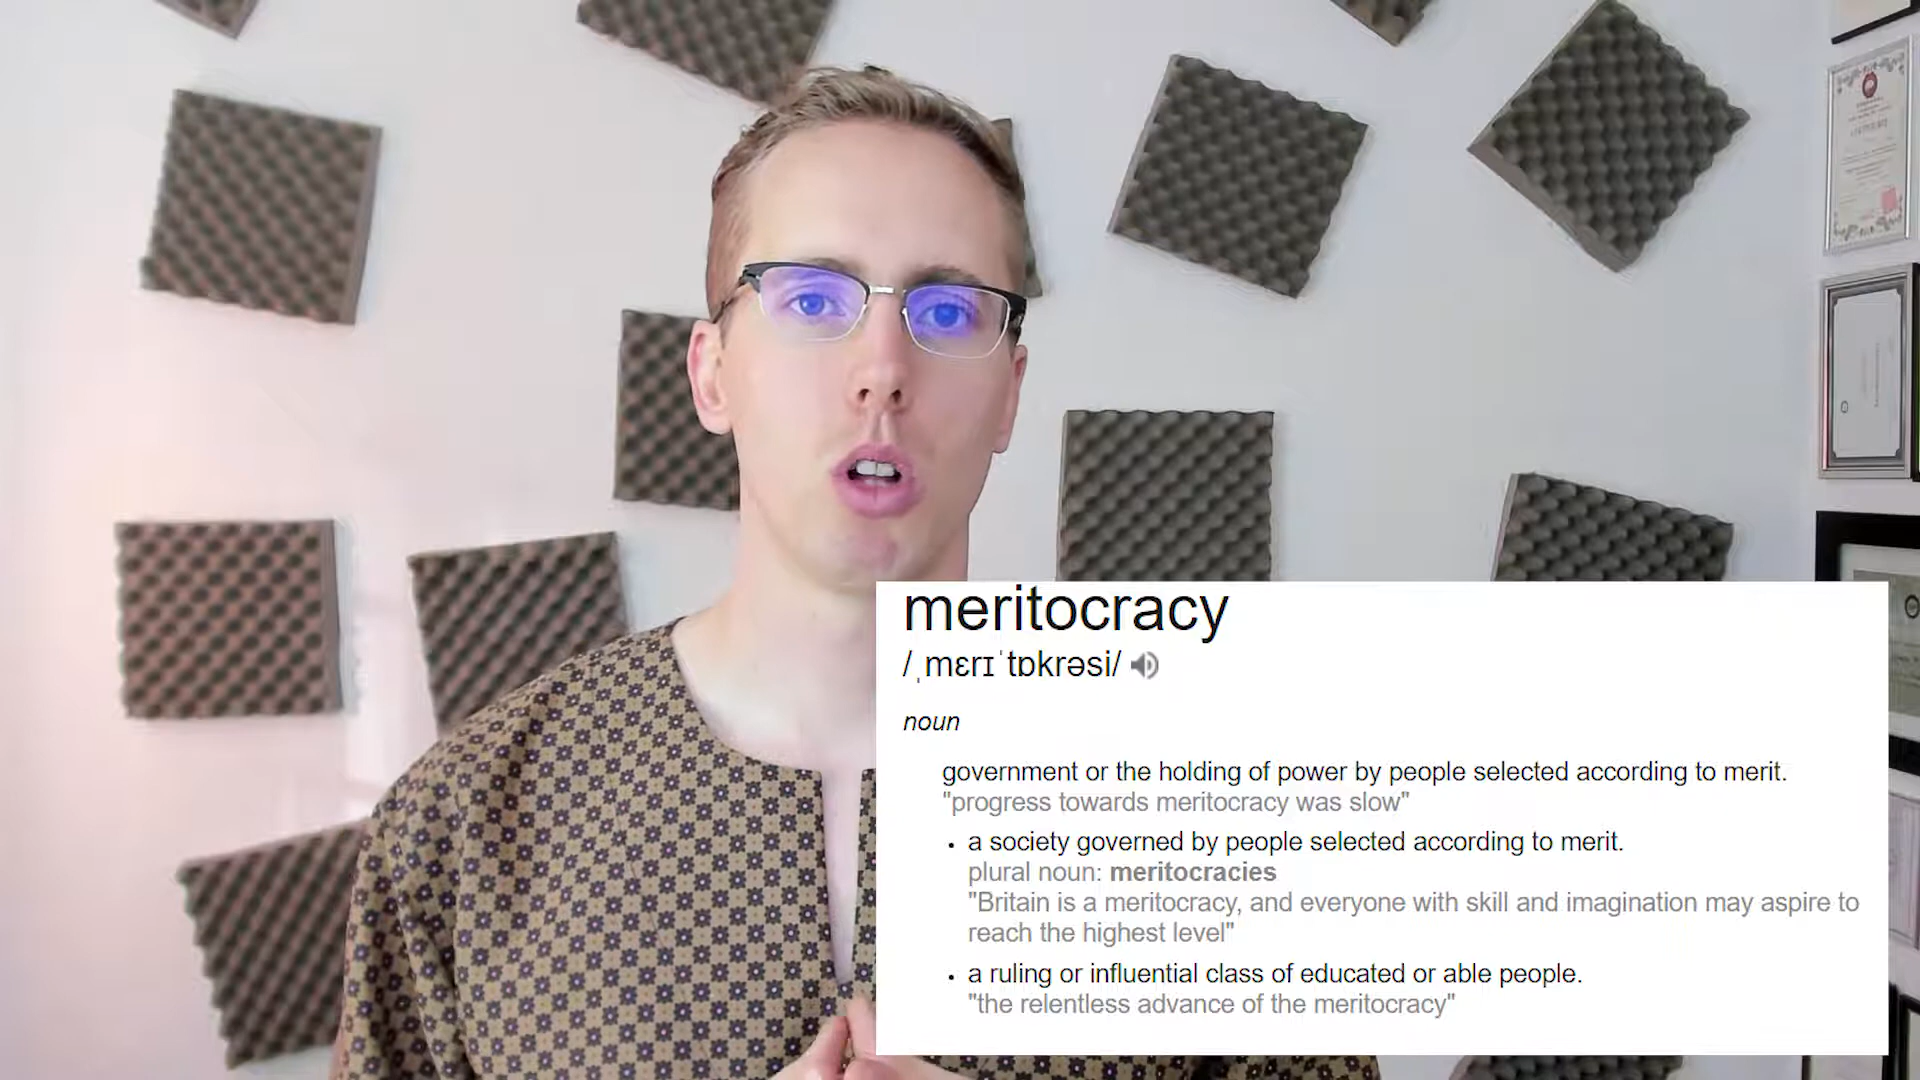 meritocracy
/ˌmɛrɪˈtɒkrəsi/
noun
government or the holding of power by people selected according to merit.
"progress towards meritocracy was slow"
• a society governed by people selected according to merit.
plural noun: meritocracies
"Britain is a meritocracy, and everyone with skill and imagination may aspire to
reach the highest level"
• a ruling or influential class of educated or able people.
"the relentless advance of the meritocracy"